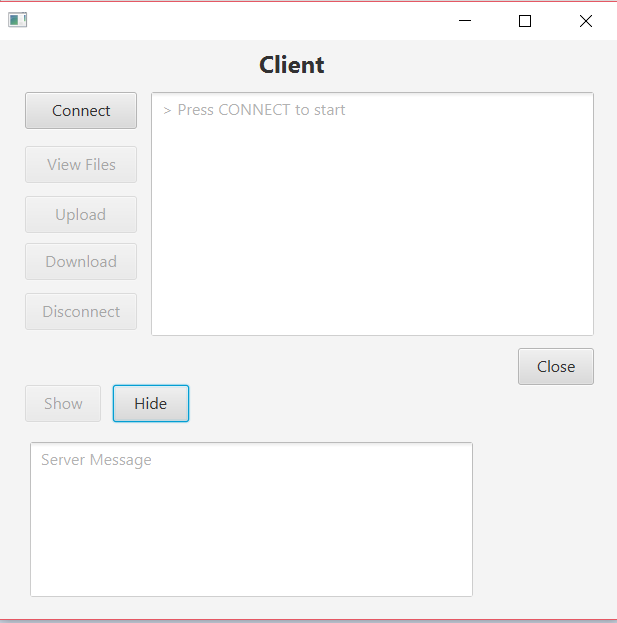 Client
Connect
> Press CONNECT to start
View Files
Upload
Download
Disconnect
Close
Show
Hide
Server Message